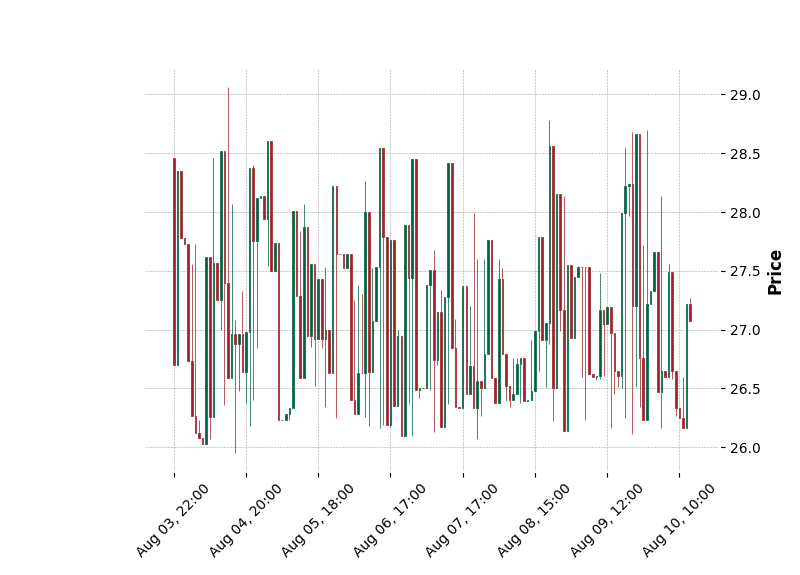 29.0
28.5
28.0
27.5
27.0
26.5
26.0
Price
Aug 03, 22:00
Aug 04, 20:00
Aug 05, 18:00
Aug 06, 17:00
Aug 07, 17:00
Aug 08, 15:00
Aug 09, 12:00
Aug 10, 10:00